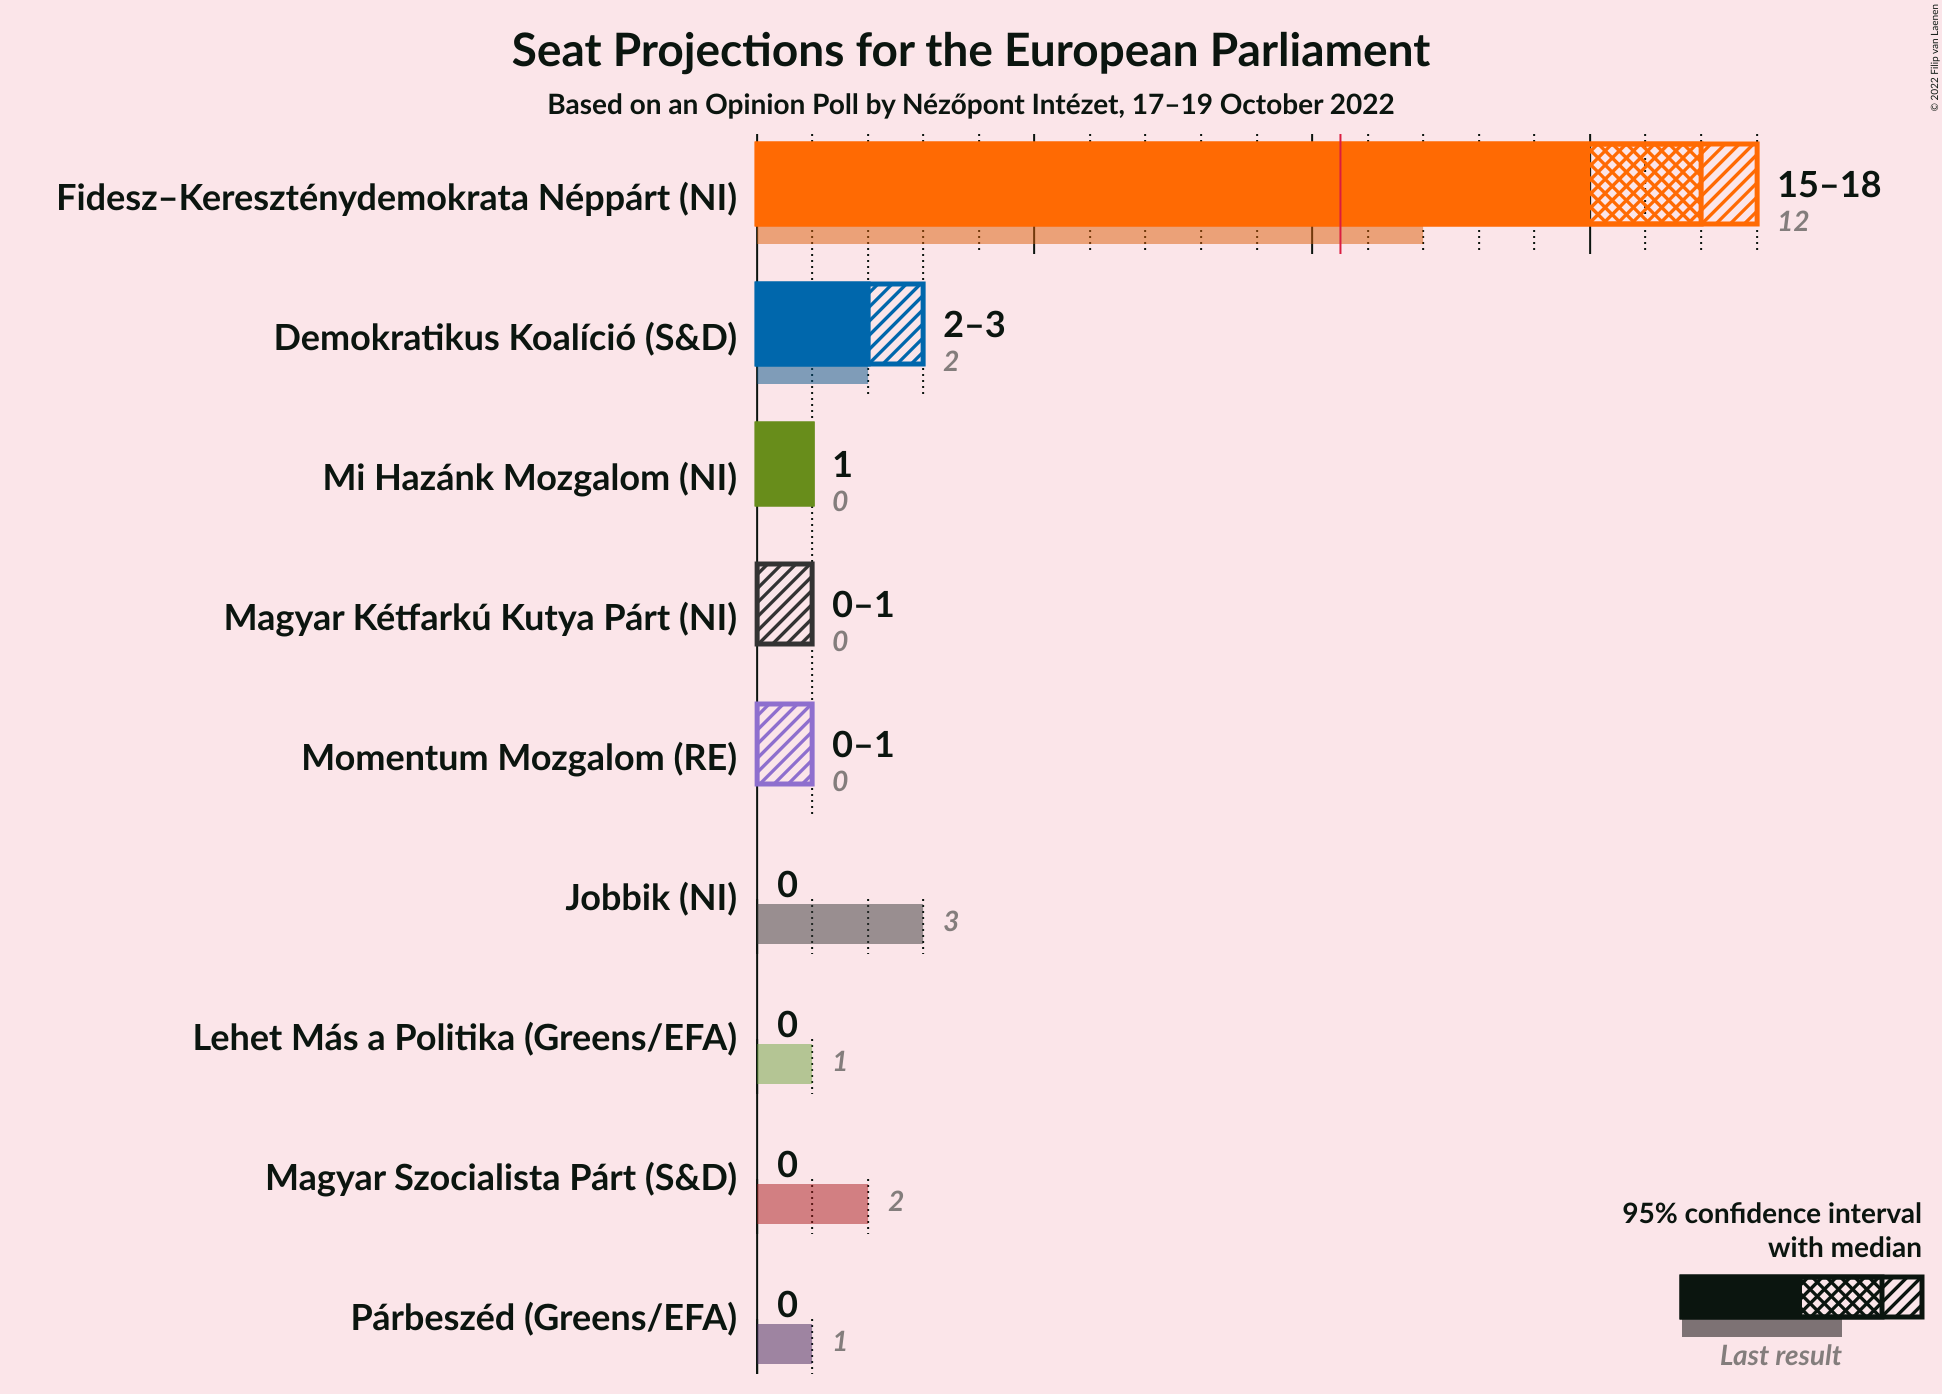 Seat Projections for the European Parliament
Based on an Opinion Poll by Nézőpont Intézet, 17–19 October 2022
© 2022 Filip van Laenen
Fidesz–Kereszténydemokrata Néppárt (NI)
15–18
12
Demokratikus Koalíció (S&D)
2–3
2
Mi Hazánk Mozgalom (NI)
1
0
Magyar Kétfarkú Kutya Párt (NI)
0–1
0
Momentum Mozgalom (RE)
0–1
0
Jobbik (NI)
0
3
Lehet Más a Politika (Greens/EFA)
0
1
Magyar Szocialista Párt (S&D)
0
2
Párbeszéd (Greens/EFA)
0
1
95% confidence interval
with median
Last result